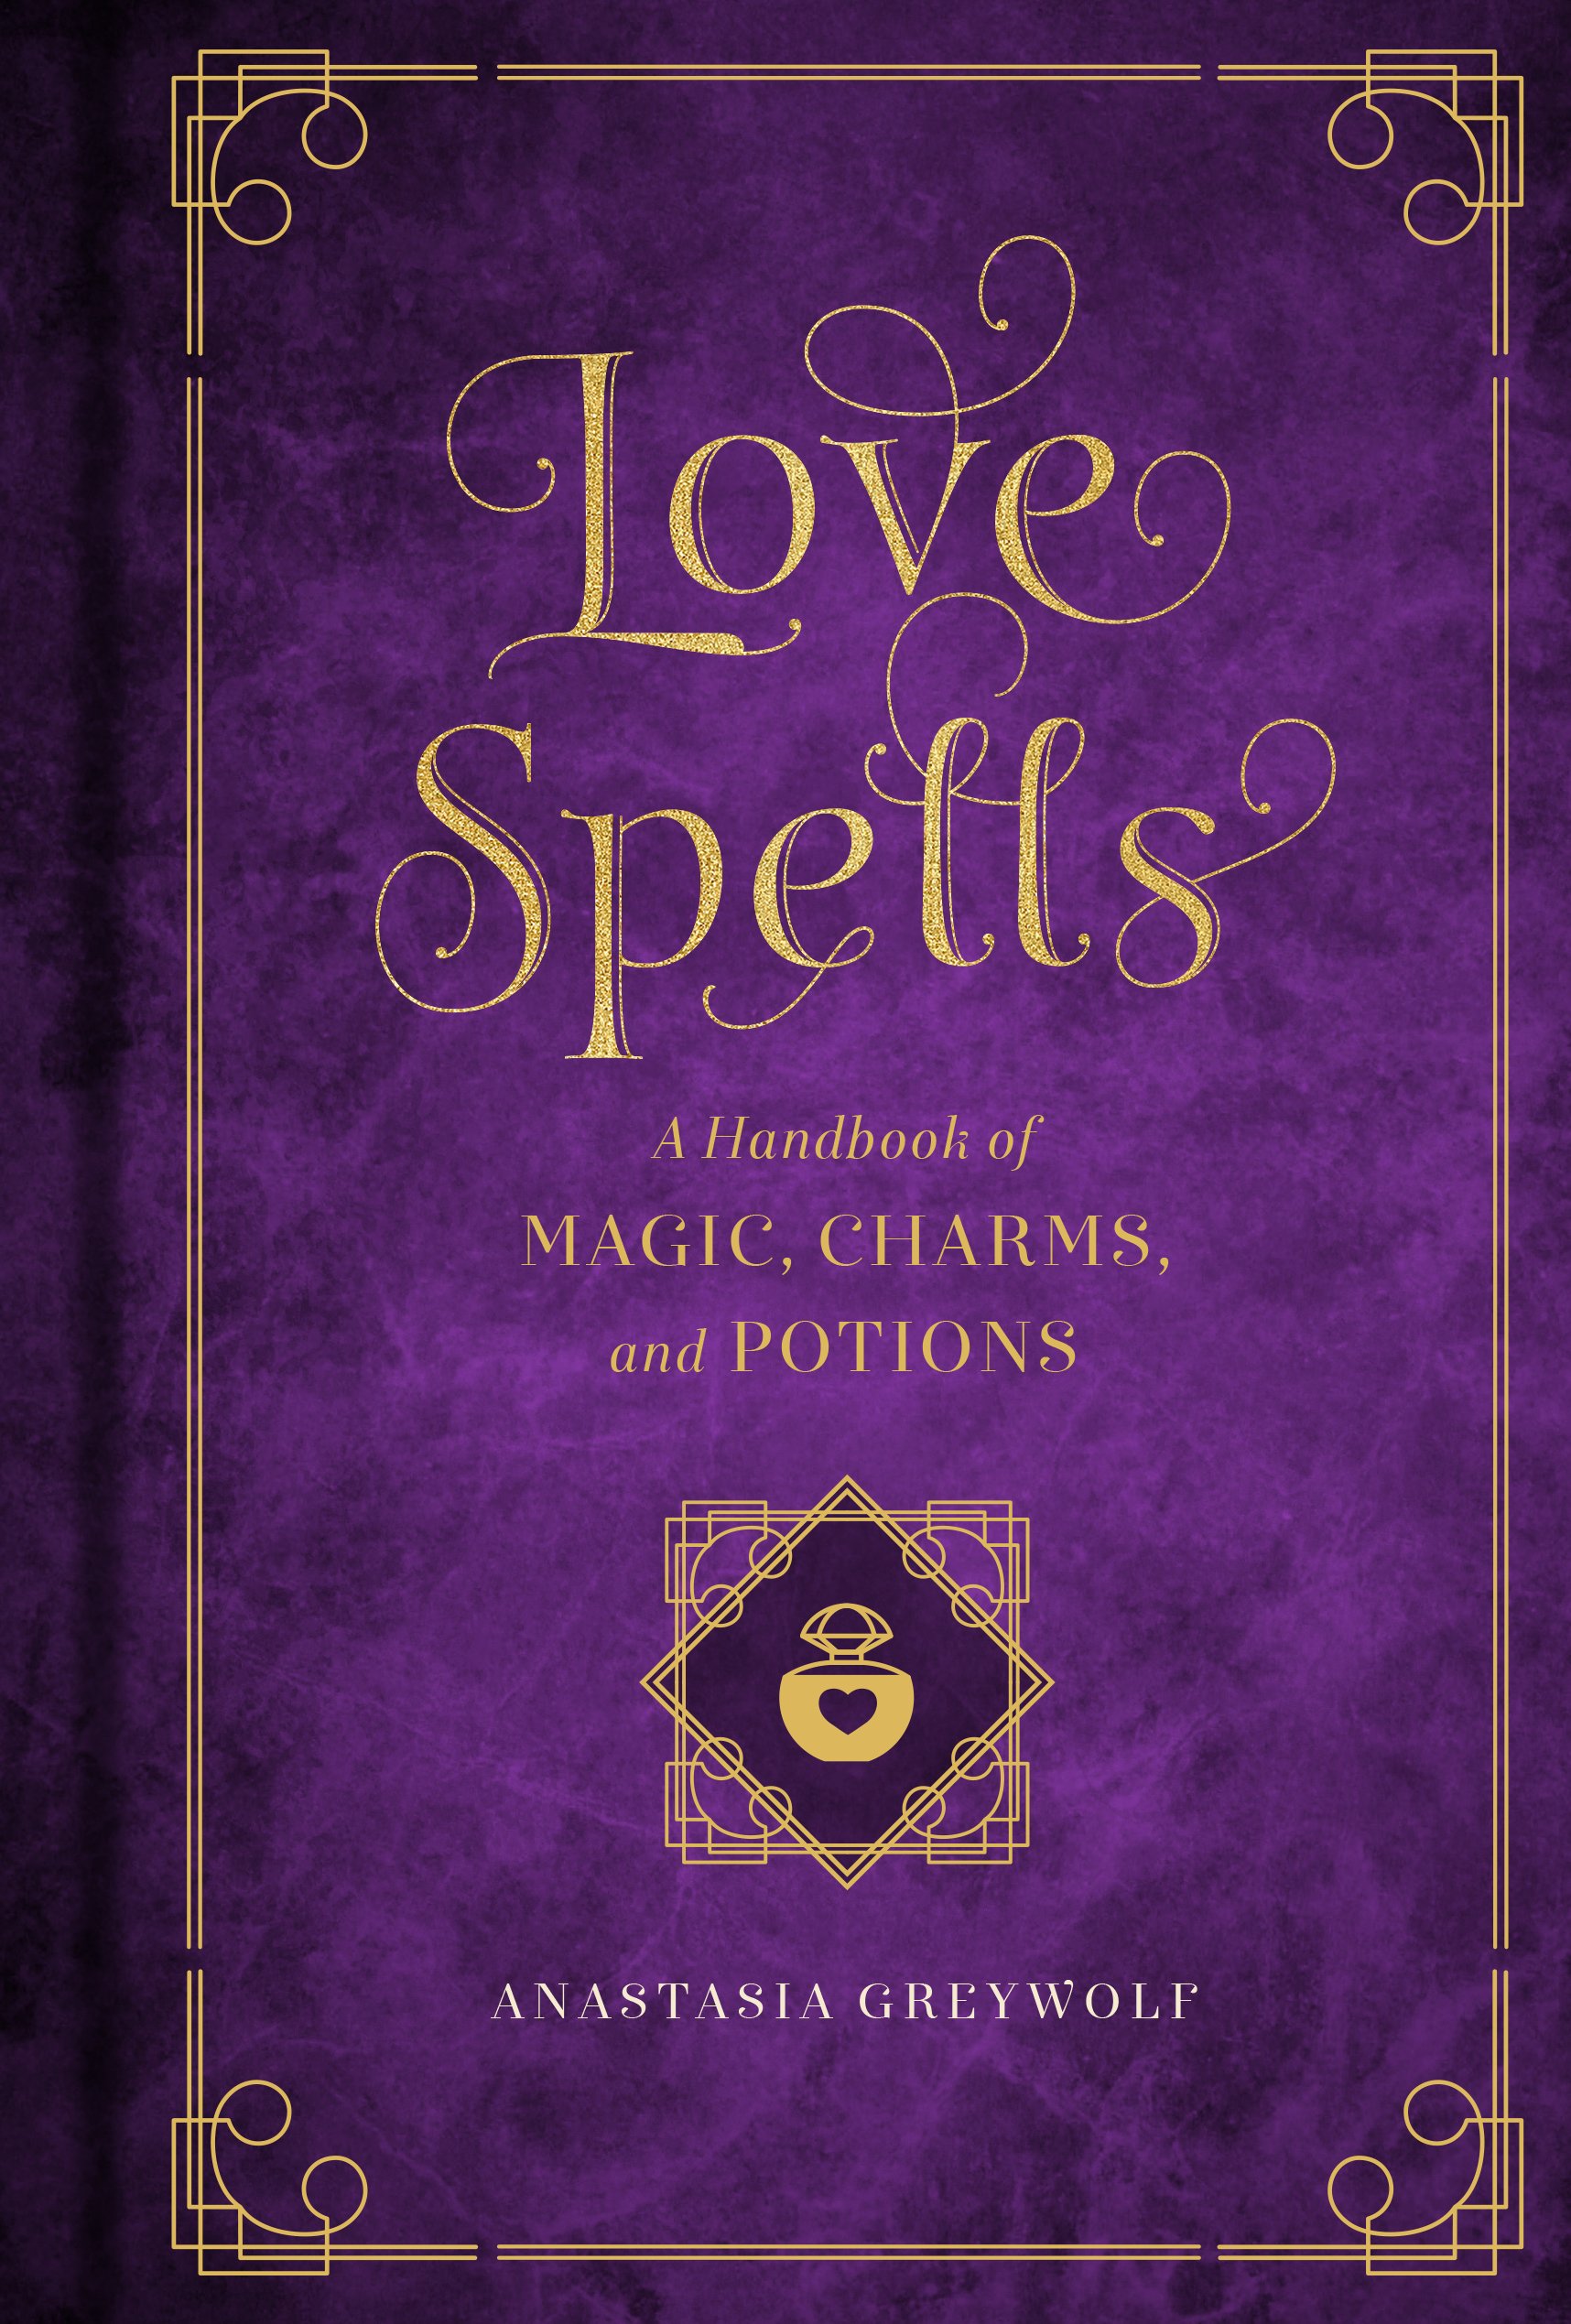 Love
Spells
A Handbook of
MAGIC, CHARMS,
and POTIONS
ANASTASIA GREYWOLF